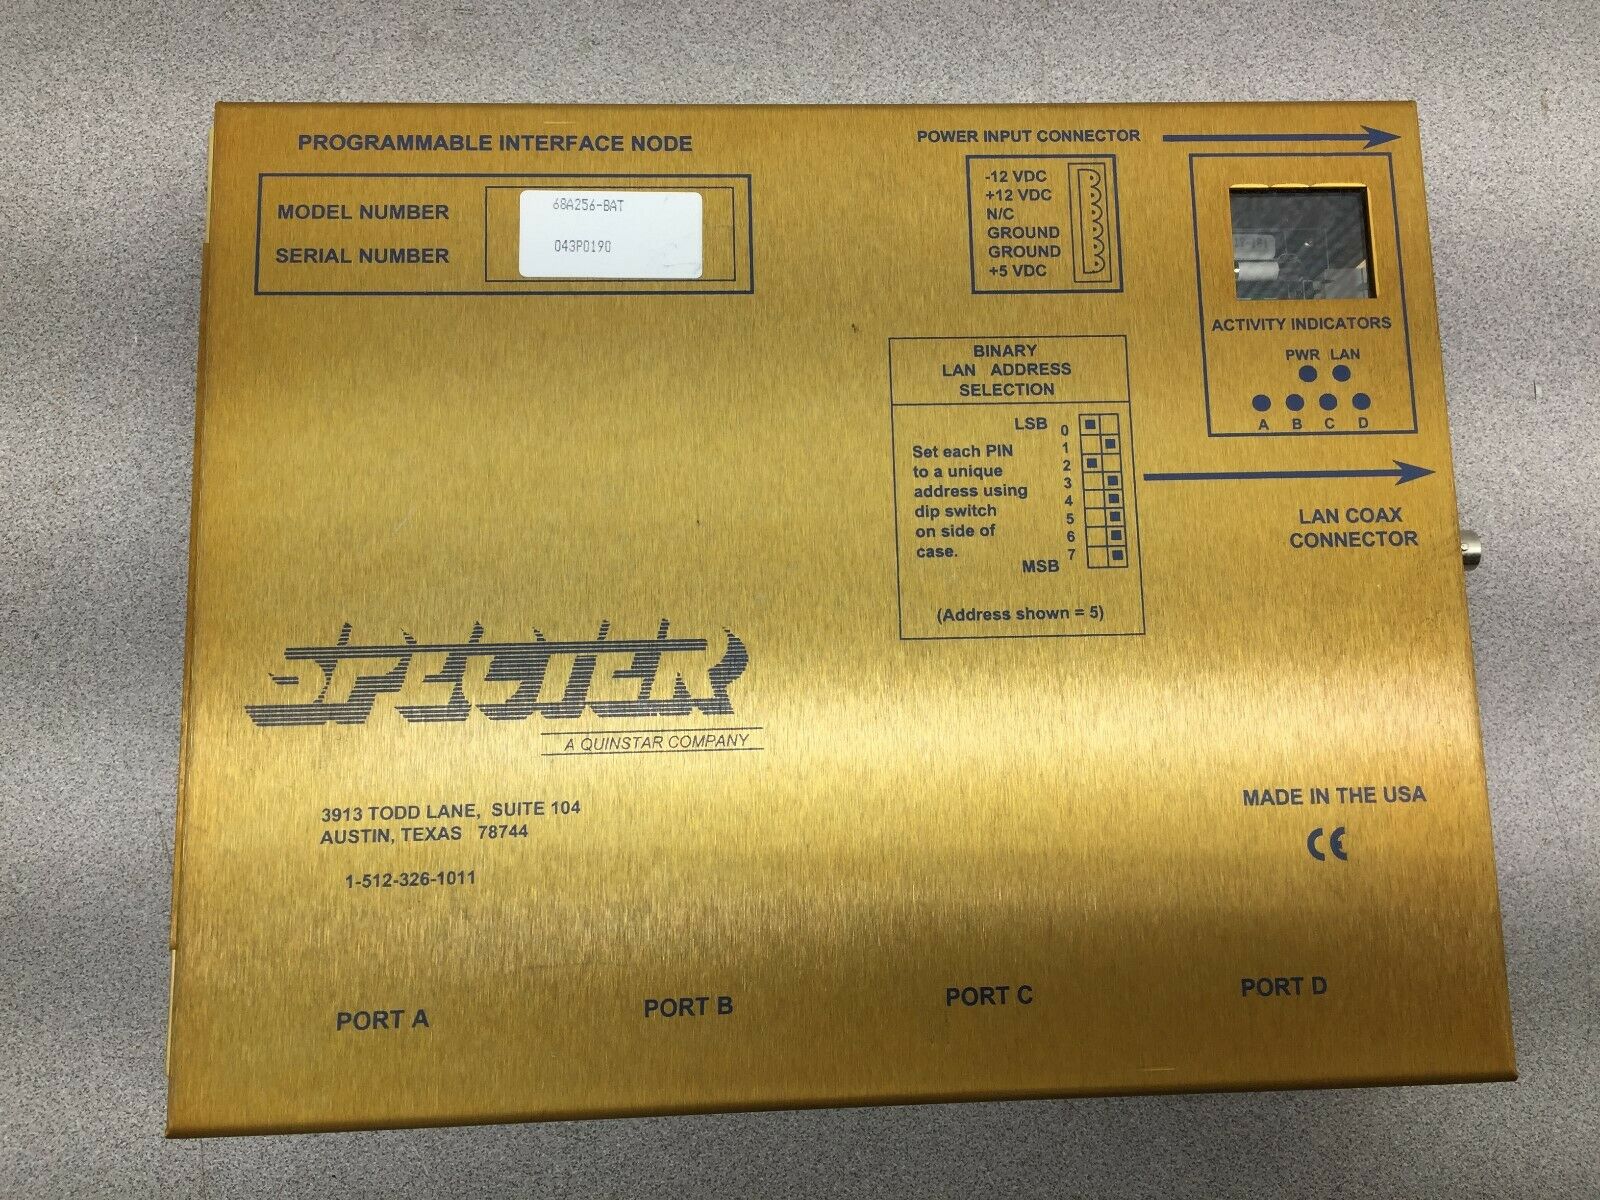 PROGRAMMABLE INTERFACE NODE
MODEL NUMBER 68A256-BAT
SERIAL NUMBER 043P0190
POWER INPUT CONNECTOR
-12 VDC
+12 VDC
N/C
GROUND
GROUND
+5 VDC
ACTIVITY INDICATORS
PWR LAN
A B C D
BINARY
LAN ADDRESS
SELECTION
LSB 0
1
2
3
4
5
6
7
MSB
Set each PIN
to a unique
address using
dip switch
on side of
case.
(Address shown = 5)
LAN COAX
CONNECTOR
SPECTER
A QUINSTAR COMPANY
3913 TODD LANE, SUITE 104
AUSTIN, TEXAS 78744
1-512-326-1011
MADE IN THE USA
CE
PORT A PORT B PORT C PORT D